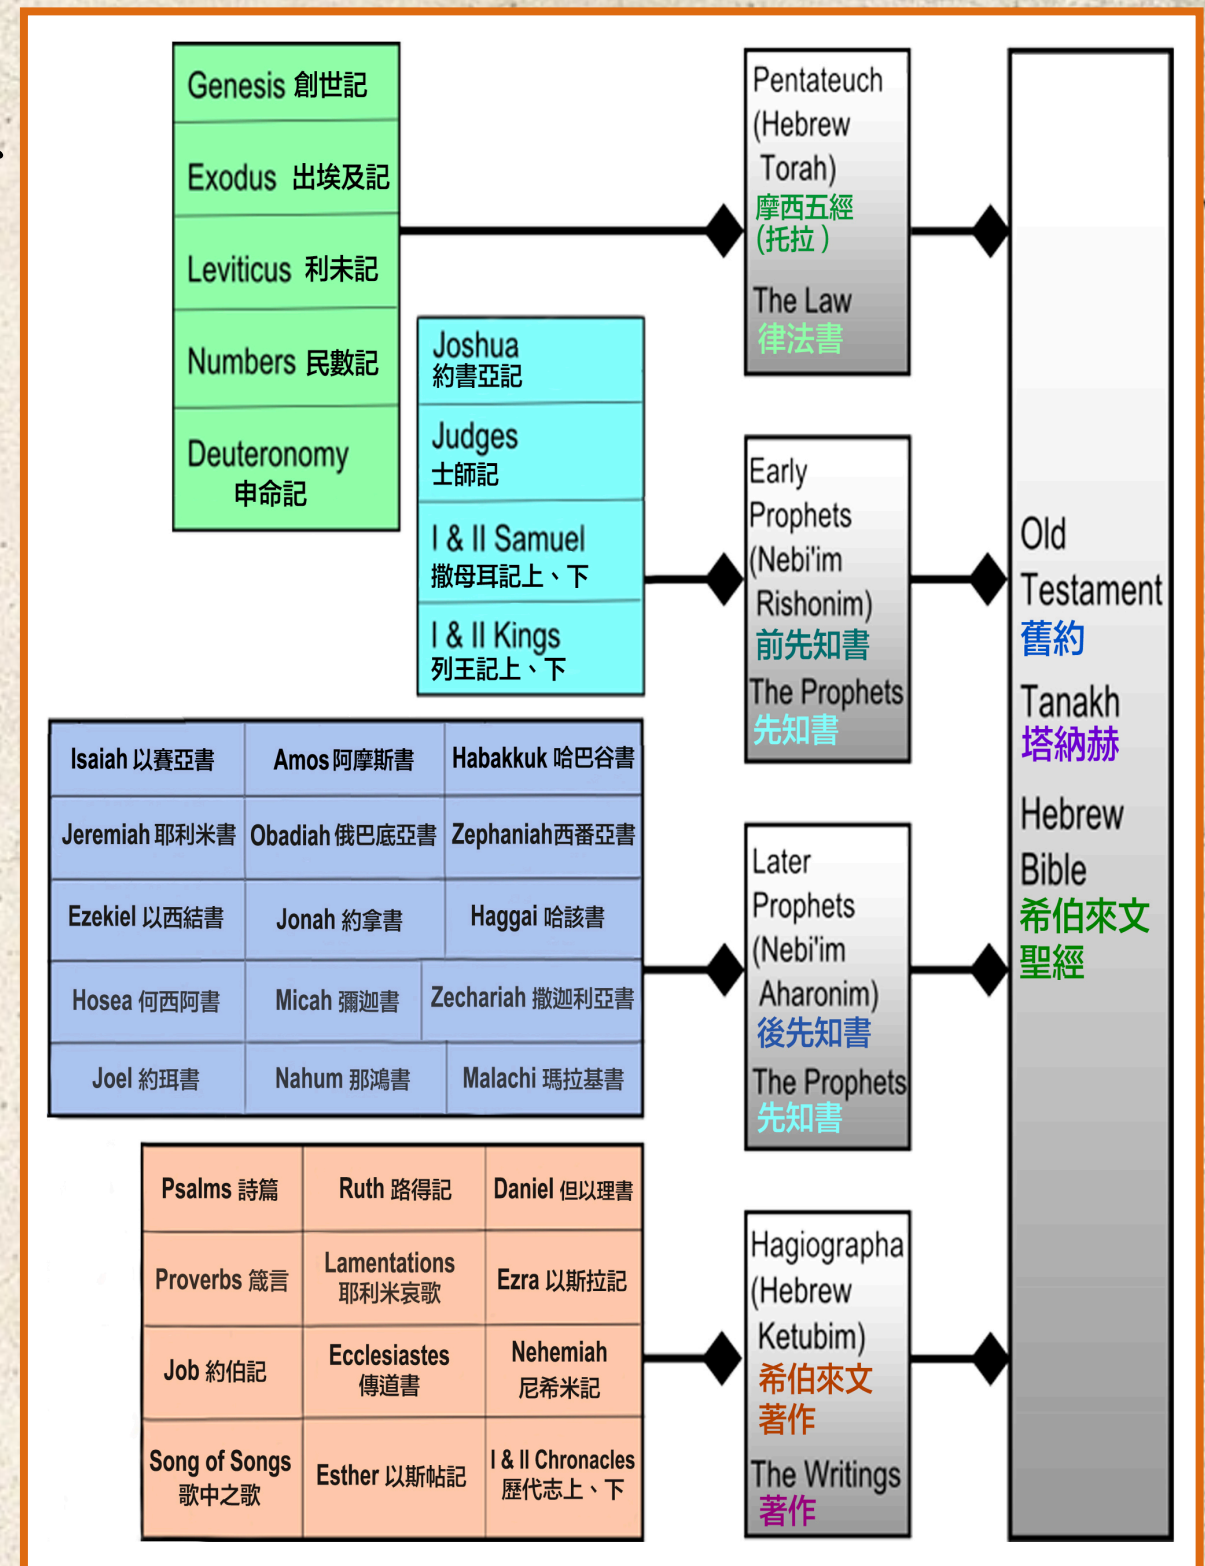 Genesis 創世記
Exodus 出埃及記
Leviticus 利未記
Numbers 民數記
Deuteronomy
申命記
Joshua
約書亞記
Judges
士師記
I & II Samuel
撒母耳記上、下
I & II Kings
列王記上、下
Isaiah 以賽亞書
Amos 阿摩斯書
Habakkuk 哈巴谷書
Jeremiah 耶利米書
Obadiah 俄巴底亞書
Zephaniah 西番亞書
Ezekiel 以西結書
Jonah 約拿書
Haggai 哈該書
Hosea 何西阿書
Micah 彌迦書
Zechariah 撒迦利亞書
Joel 約珥書
Nahum 那鴻書
Malachi 瑪拉基書
Psalms 詩篇
Ruth 路得記
Daniel 但以理書
Proverbs 箴言
Lamentations
耶利米哀歌
Ezra 以斯拉記
Job 約伯記
Ecclesiastes
傳道書
Nehemiah
尼希米記
Song of Songs
歌中之歌
Esther 以斯帖記
I & II Chronacles
歷代志上、下
Pentateuch
(Hebrew
Torah)
摩西五經
(托拉)
The Law
律法書
Early
Prophets
(Nebi'im
Rishonim)
前先知書
The Prophets
先知書
Later
Prophets
(Nebi'im
Aharonim)
後先知書
The Prophets
先知書
Hagiographa
(Hebrew
Ketubim)
希伯來文
著作
The Writings
著作
Old
Testament
舊約
Tanakh
塔納赫
Hebrew
Bible
希伯來文
聖經